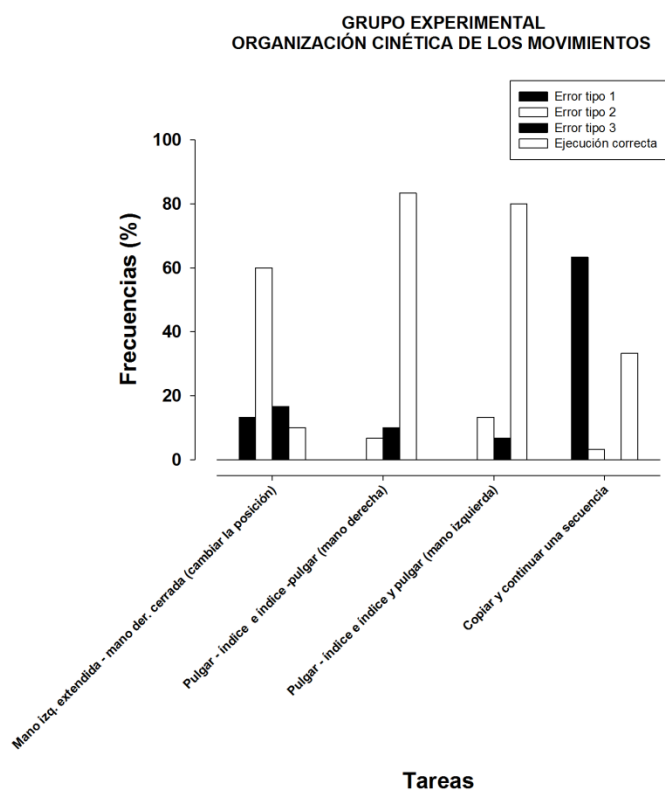 GRUPO EXPERIMENTAL
ORGANIZACIÓN CINÉTICA DE LOS MOVIMIENTOS
Error tipo 1
Error tipo 2
Error tipo 3
Ejecución correcta
100
80
60
40
20
0
Frecuencias (%)
Mano izq. extendida - mano der. cerrada (cambiar la posición)
Pulgar - índice e índice -pulgar (mano derecha)
Pulgar - índice e índice y pulgar (mano izquierda)
Copiar y continuar una secuencia
Tareas